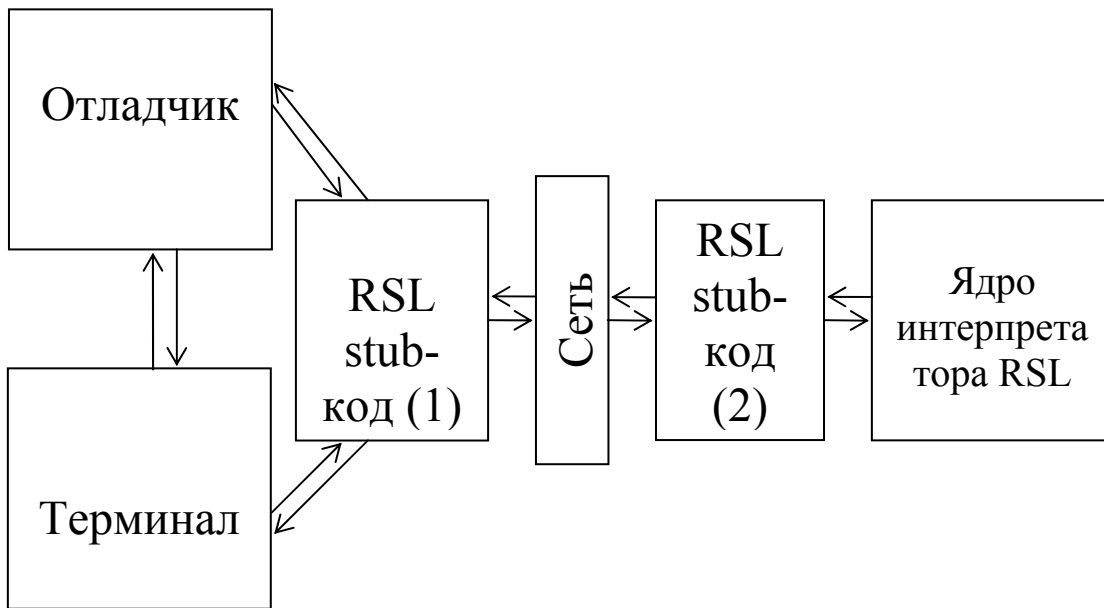 Отладчик
RSL
stub-
код (1)
Сеть
RSL
stub-
код
(2)
Ядро
интерпрета
тора RSL
Терминал